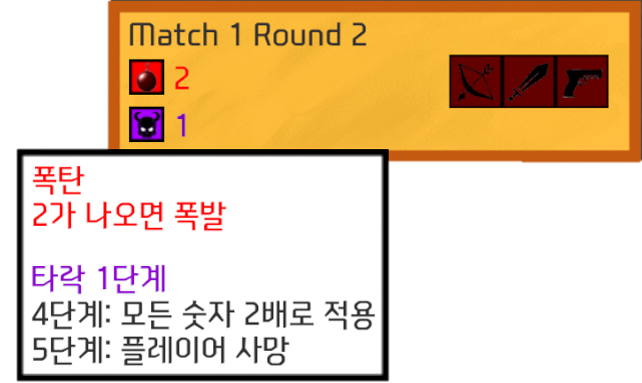 Match 1 Round 2
2
1
폭탄
2가 나오면 폭발
타락 1단계
4단계: 모든 숫자 2배로 적용
5단계: 플레이어 사망